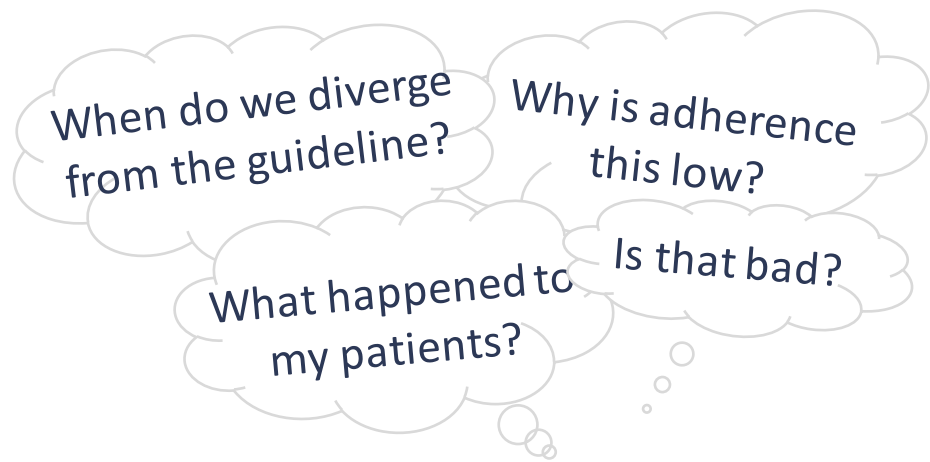 When do we diverge
from the guideline?
Why is adherence
this low?
What happened to
my patients?
Is that bad?